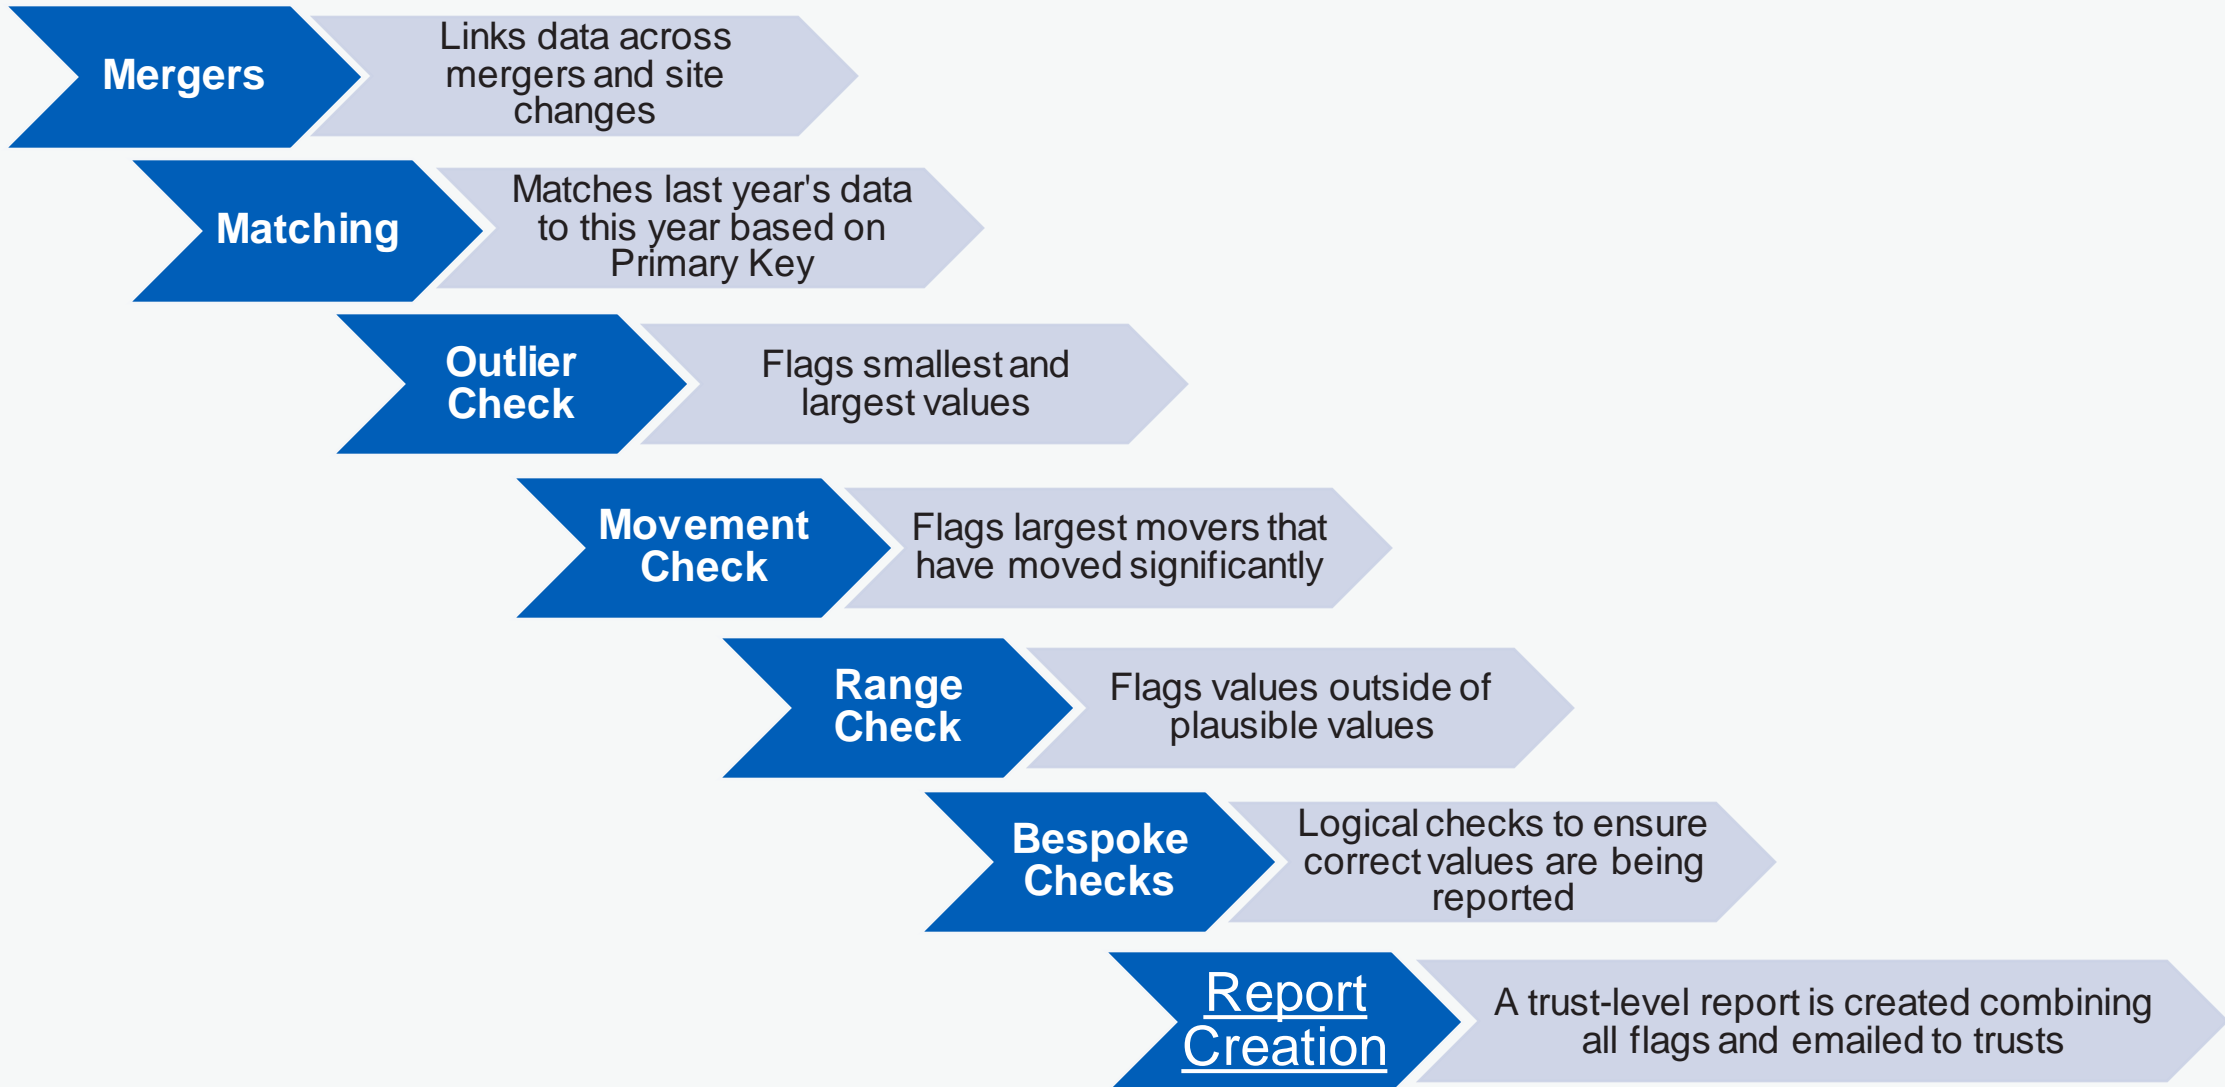 Mergers
Links data across
mergers and site
changes
Matching
Matches last year's data
to this year based on
Primary Key
Outlier
Check
Flags smallest and
largest values
Movement
Check
Flags largest movers that
have moved significantly
Range
Check
Flags values outside of
plausible values
Bespoke
Checks
Logical checks to ensure
correct values are being
reported
Report
Creation
A trust-level report is created combining
all flags and emailed to trusts